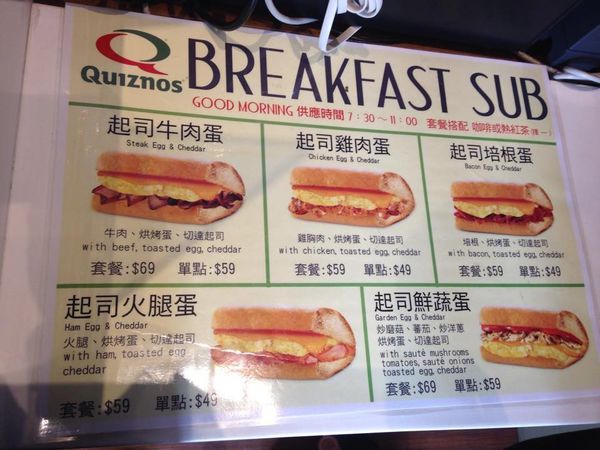 Quiznos
BREAKFAST SUB
GOOD MORNING 供應時間 7:30~11:00 套餐搭配 咖啡或熱紅茶(擇一)
起司牛肉蛋
Steak Egg & Cheddar
牛肉、烘烤蛋、切達起司
with beef, toasted egg, cheddar
套餐:$69 單點:$59
起司雞肉蛋
Chicken Egg & Cheddar
雞胸肉、烘烤蛋、切達起司
with chicken, toasted egg, cheddar
套餐:$59 單點:$49
起司培根蛋
Bacon Egg & Cheddar
培根、烘烤蛋、切達起司
with bacon, toasted egg, cheddar
套餐:$59 單點:$49
起司火腿蛋
Ham Egg & Cheddar
火腿、烘烤蛋、切達起司
with ham, toasted egg
cheddar
套餐:$59 單點:$49
起司鮮蔬蛋
Garden Egg & Cheddar
炒磨菇、蕃茄、炒洋蔥
烘烤蛋、切達起司
with sauté mushrooms
tomatoes, sauté onions
toasted egg, cheddar
套餐:$69 單點:$59